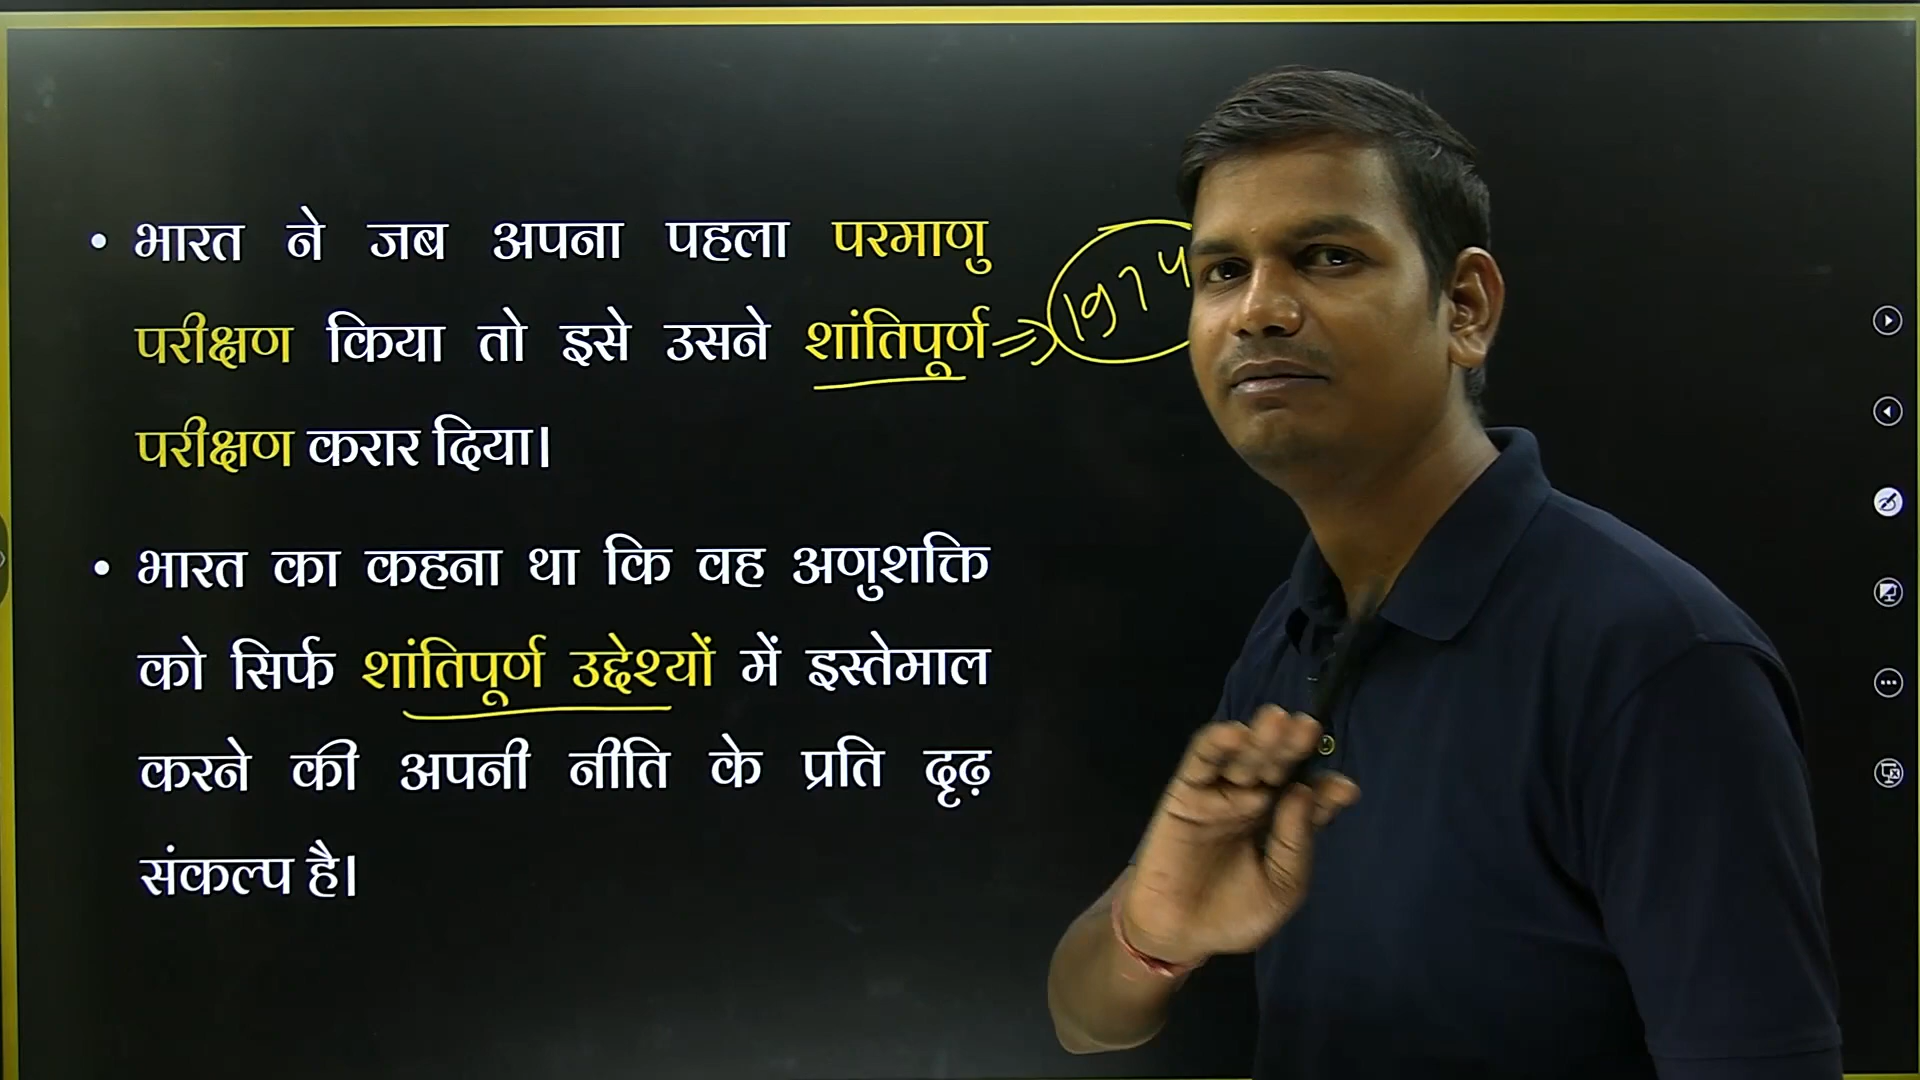 • भारत ने जब अपना पहला परमाणु
परीक्षण किया तो इसे उसने शांतिपूर्ण ⇒ 1974
परीक्षण करार दिया।
• भारत का कहना था कि वह अणुशक्ति
को सिर्फ शांतिपूर्ण उद्देश्यों में इस्तेमाल
करने की अपनी नीति के प्रति दृढ़
संकल्प है।